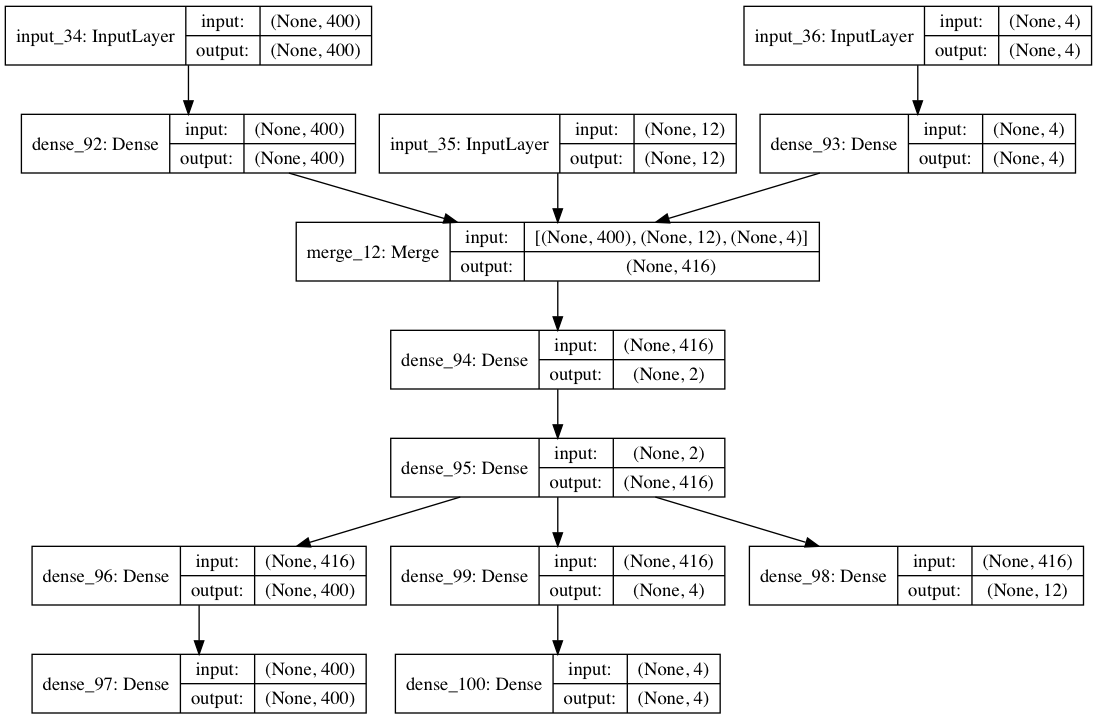 input_34: InputLayer
input: (None, 400)
output: (None, 400)
input_36: InputLayer
input: (None, 4)
output: (None, 4)
dense_92: Dense
input: (None, 400)
output: (None, 400)
input_35: InputLayer
input: (None, 12)
output: (None, 12)
dense_93: Dense
input: (None, 4)
output: (None, 4)
merge_12: Merge
input: [(None, 400), (None, 12), (None, 4)]
output: (None, 416)
dense_94: Dense
input: (None, 416)
output: (None, 2)
dense_95: Dense
input: (None, 2)
output: (None, 416)
dense_96: Dense
input: (None, 416)
output: (None, 400)
dense_99: Dense
input: (None, 416)
output: (None, 4)
dense_98: Dense
input: (None, 416)
output: (None, 12)
dense_97: Dense
input: (None, 400)
output: (None, 400)
dense_100: Dense
input: (None, 4)
output: (None, 4)